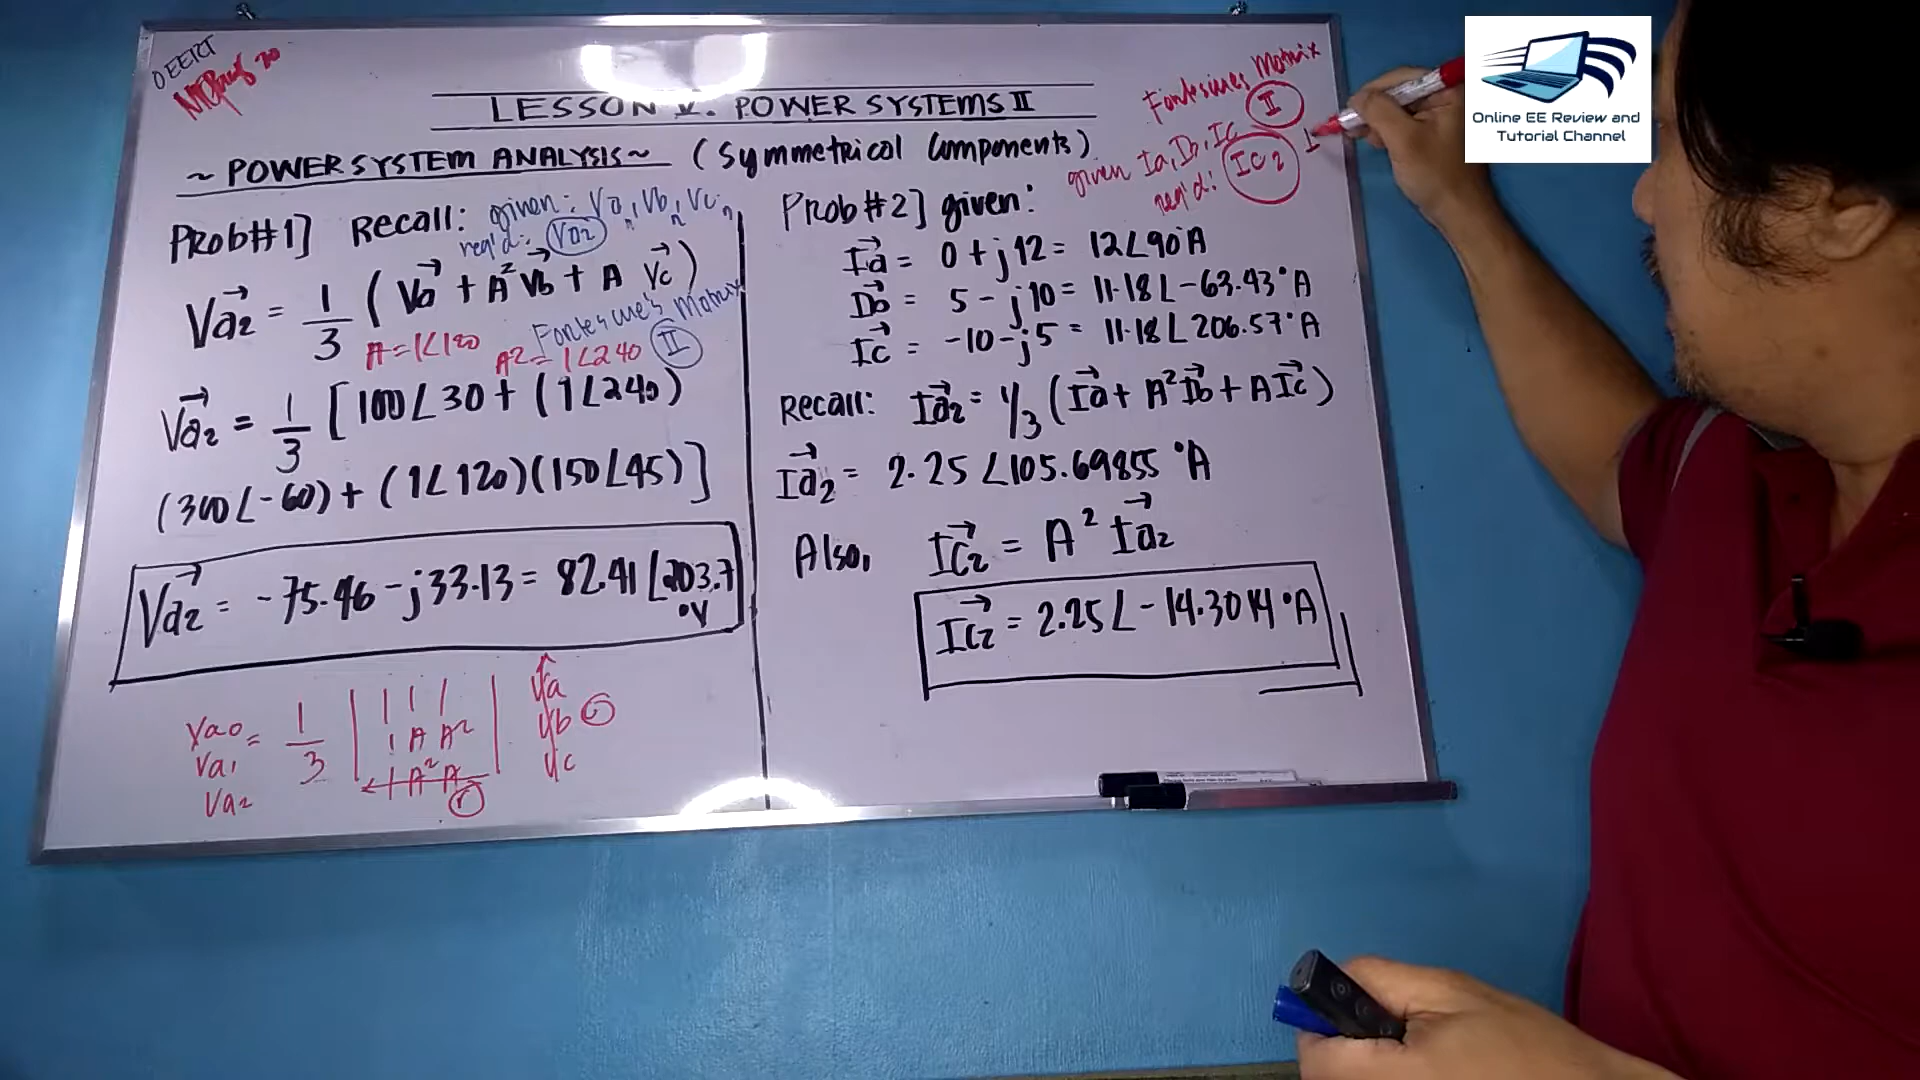 OEERT
LESSON V. POWER SYSTEMS II
~ POWER SYSTEM ANALYSIS ~ (Symmetrical Components)
Prob#1] Recall: given: Van, Vbn, Vcn
req'd: Va2
Va2 = 1/3 (Va + A² Vb + A Vc)
A = 1∠120 A2 = 1∠240
Fortescue's Matrix II
Va2 = 1/3 [100∠30 + (1∠240)
(300∠-60) + (1∠120)(150∠45)]
Va2 = -75.46 - j33.13 = 82.41∠203.7
°V
Va0
Va1
Va2
= 1/3
1 1 1
1 A A²
1 A² A
Va
Vb
Vc
Fortescue's Matrix
II
given Ia, Ib, Ic
req'd: Ic2
I
Prob#2] given:
Ia = 0 + j12 = 12∠90°A
Ib = 5 - j10 = 11.18∠-63.43°A
Ic = -10 - j5 = 11.18∠206.57°A
Recall: Ia2 = 1/3 (Ia + A² Ib + A Ic)
Ia2 = 2.25∠105.69855°A
Also, Ic2 = A² Ia2
Ic2 = 2.25∠-14.3014°A
Online EE Review and
Tutorial Channel